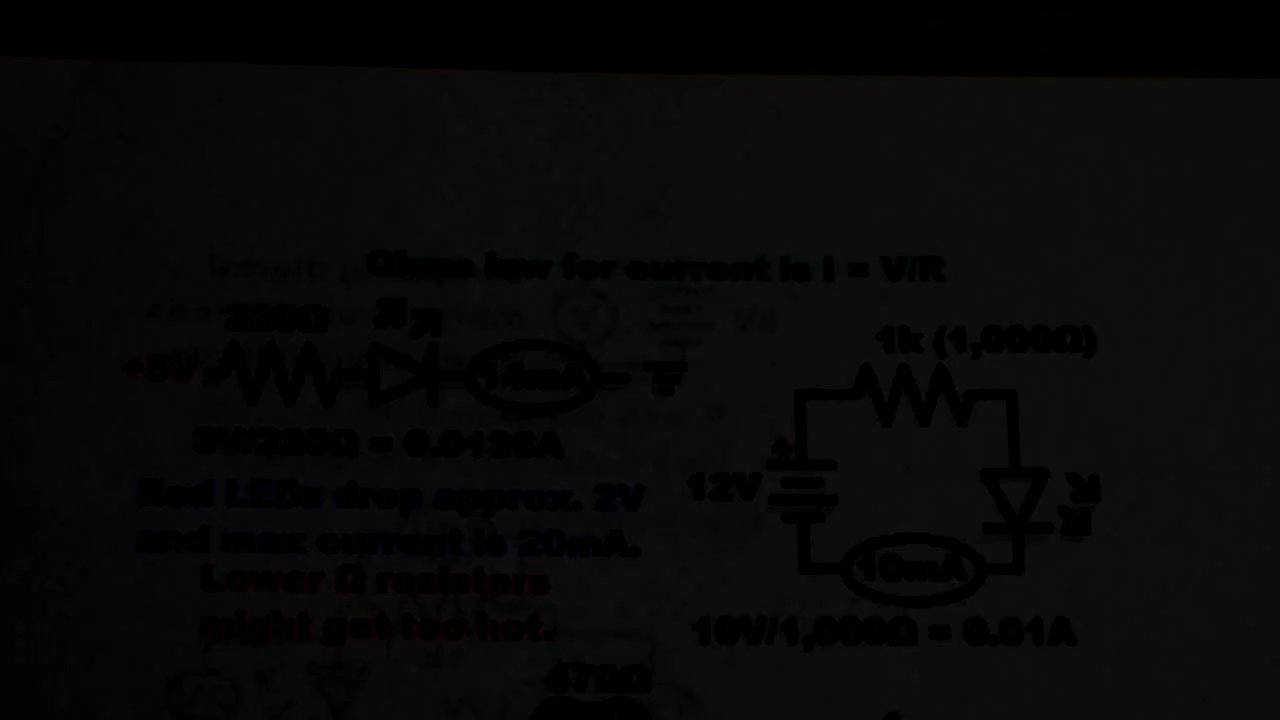 Ohms law for current is I = V/R
220Ω
+5V
14mA
3V/220Ω = 0.0136A
Red LEDs drop approx. 2V
and max current is 20mA.
Lower Ω resistors
might get too hot.
1k (1,000Ω)
+
12V
10mA
10V/1,000Ω = 0.01A
470Ω